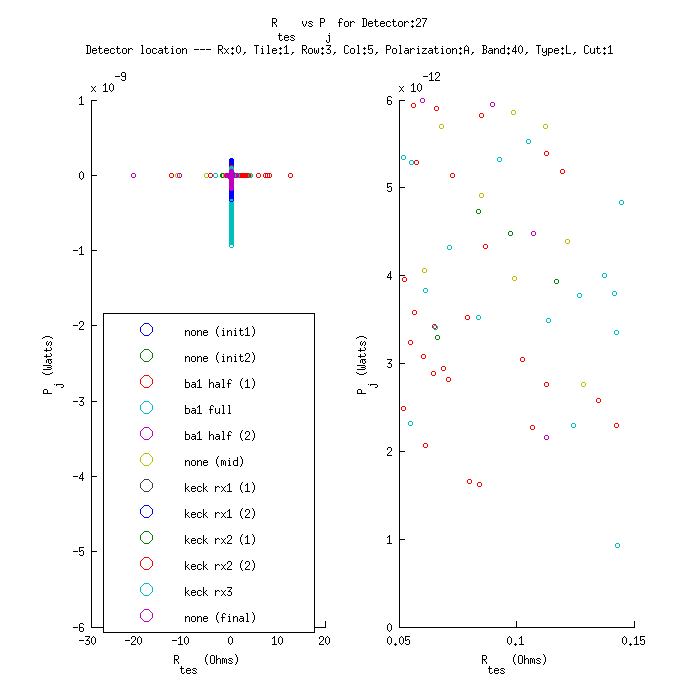 R_tes vs P_j for Detector:27
Detector location --- Rx:0, Tile:1, Row:3, Col:5, Polarization:A, Band:40, Type:L, Cut:1
x 10^-9
1
0
-1
-2
-3
-4
-5
-6
-30
-20
-10
0
10
20
P_j (Watts)
R_tes (Ohms)
none (init1)
none (init2)
ba1 half (1)
ba1 full
ba1 half (2)
none (mid)
keck rx1 (1)
keck rx1 (2)
keck rx2 (1)
keck rx2 (2)
keck rx3
none (final)
x 10^-12
6
5
4
3
2
1
0
0.05
0.1
0.15
P_j (Watts)
R_tes (Ohms)